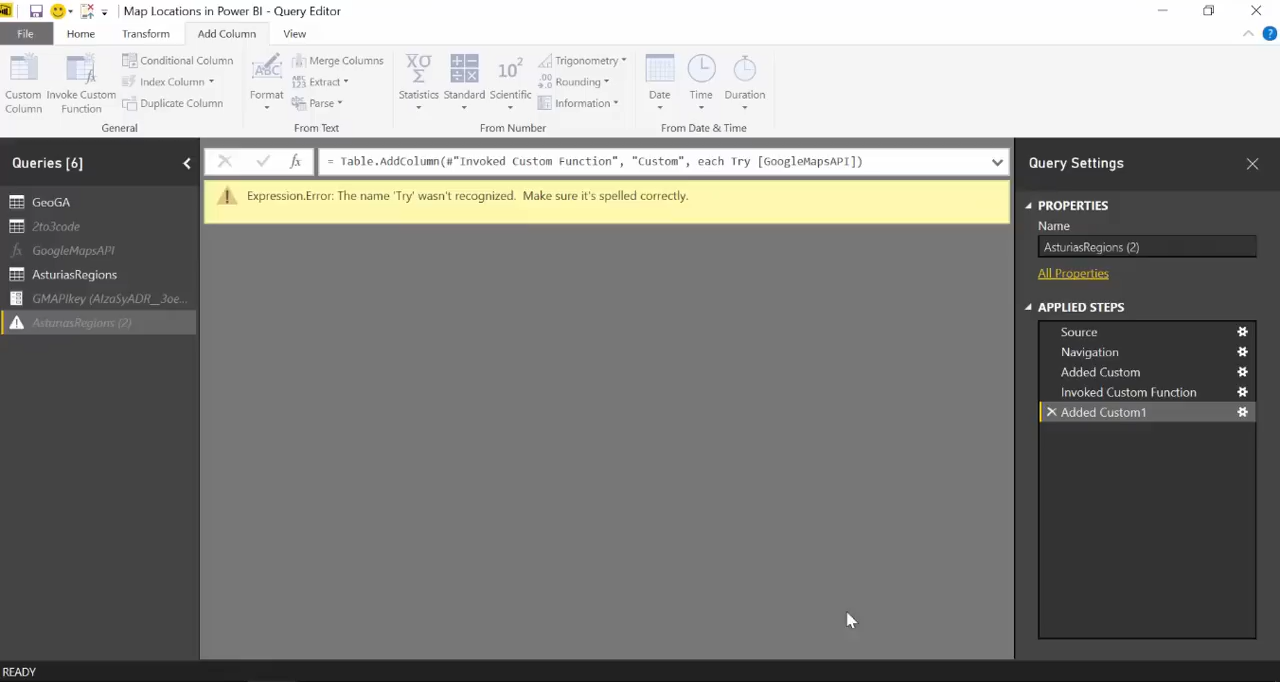 Map Locations in Power BI - Query Editor
File Home Transform Add Column View
Custom Column
Invoke Custom Function
Conditional Column
Index Column
Duplicate Column
General
Format
Merge Columns
Extract
Parse
From Text
Statistics
Standard
Scientific
Trigonometry
Rounding
Information
From Number
Date
Time
Duration
From Date & Time
Queries [6]
GeoGA
2to3code
GoogleMapsAPI
AsturiasRegions
GMAPIkey (AIzaSyADR__3oe...
AsturiasRegions (2)
= Table.AddColumn(#"Invoked Custom Function", "Custom", each Try [GoogleMapsAPI])
Expression.Error: The name 'Try' wasn't recognized. Make sure it's spelled correctly.
Query Settings
PROPERTIES
Name
AsturiasRegions (2)
All Properties
APPLIED STEPS
Source
Navigation
Added Custom
Invoked Custom Function
Added Custom1
READY